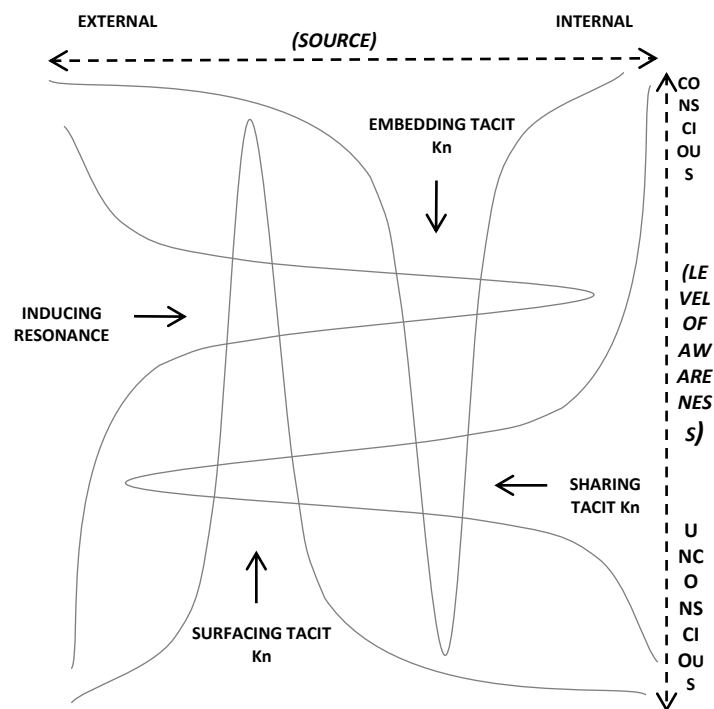 EXTERNAL
INTERNAL
(SOURCE)
CO
NS
CI
OU
S
EMBEDDING TACIT
Kn
(LE
VEL
OF
AW
ARE
NES
S)
INDUCING
RESONANCE
SHARING
TACIT Kn
U
NC
O
NS
CI
OU
S
SURFACING TACIT
Kn